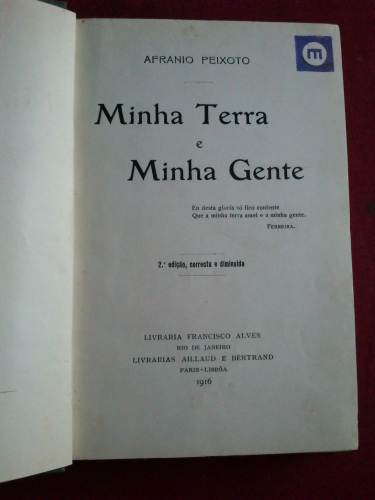 AFRANIO PEIXOTO
m
Minha Terra
e
Minha Gente
Eu desta gloria só fico contente
Que a minha terra amei e a minha gente.
FERREIRA.
2.ª edição, correcta e diminuida
LIVRARIA FRANCISCO ALVES
RIO DE JANEIRO
LIVRARIAS AILLAUD E BERTRAND
PARIS-LISBÔA
1916